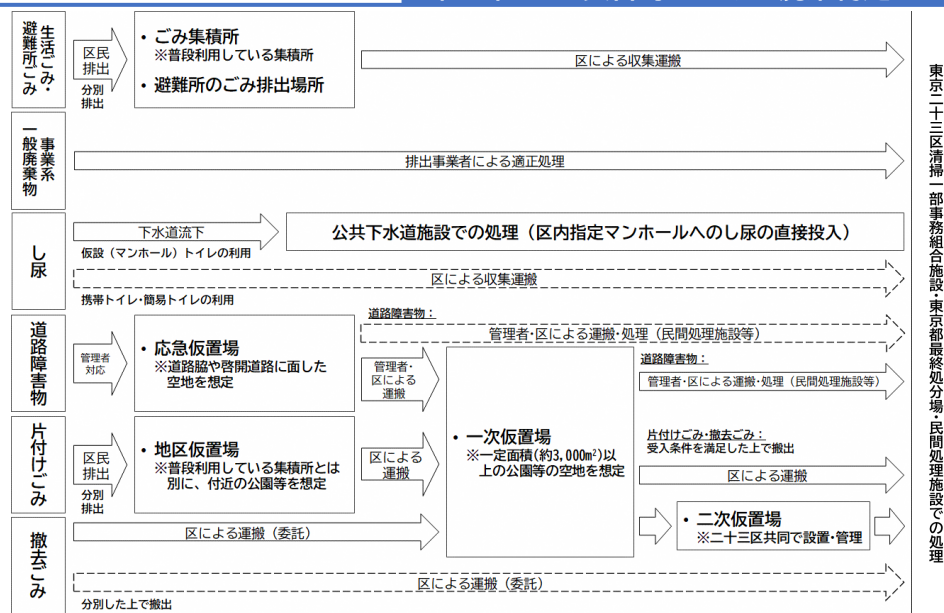 生活ごみ・
避難所ごみ
区民
排出
分別
排出
・ ごみ集積所
※普段利用している集積所
・ 避難所のごみ排出場所
区による収集運搬
事業系
一般廃棄物
排出事業者による適正処理
し尿
下水道流下
仮設（マンホール）トイレの利用
公共下水道施設での処理（区内指定マンホールへのし尿の直接投入）
区による収集運搬
携帯トイレ・簡易トイレの利用
道路障害物
管理者
対応
・ 応急仮置場
※道路脇や啓開道路に面した
空地を想定
道路障害物：
管理者・区による運搬・処理（民間処理施設等）
管理者・
区による
運搬
道路障害物：
管理者・区による運搬・処理（民間処理施設等）
片付けごみ
区民
排出
分別
排出
・ 地区仮置場
※普段利用している集積所とは
別に、付近の公園等を想定
区による
運搬
・ 一次仮置場
※一定面積(約3,000㎡)以
上の公園等の空地を想定
片付けごみ・撤去ごみ：
受入条件を満足した上で搬出
区による運搬
撤去ごみ
区による運搬（委託）
・ 二次仮置場
※二十三区共同で設置・管理
区による運搬（委託）
分別した上で搬出
東京二十三区清掃一部事務組合施設・東京都最終処分場・民間処理施設での処理